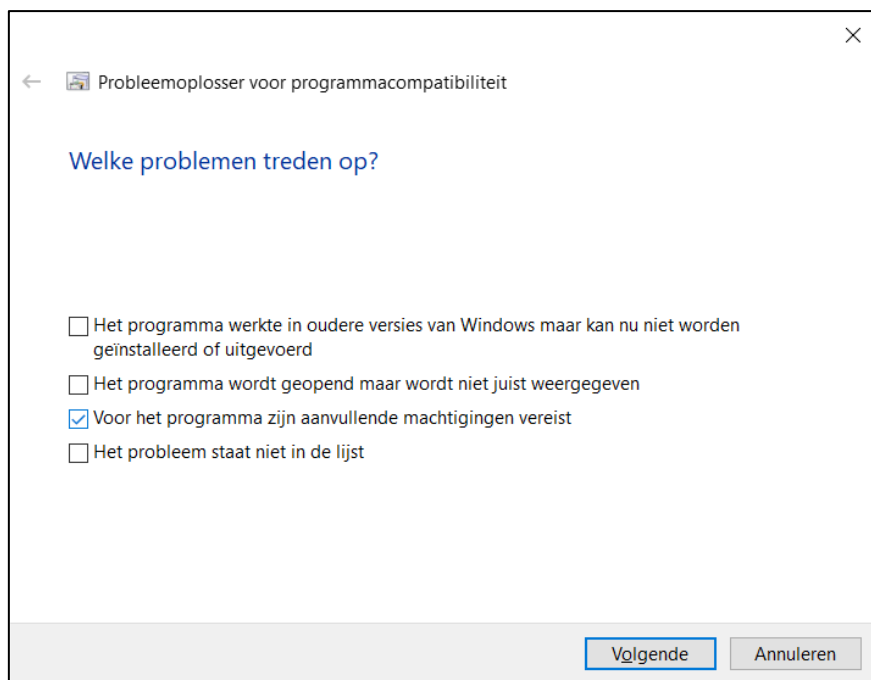 Probleemoplosser voor programmacompatibiliteit
Welke problemen treden op?
Het programma werkte in oudere versies van Windows maar kan nu niet worden
geïnstalleerd of uitgevoerd
Het programma wordt geopend maar wordt niet juist weergegeven
Voor het programma zijn aanvullende machtigingen vereist
Het probleem staat niet in de lijst
Volgende
Annuleren